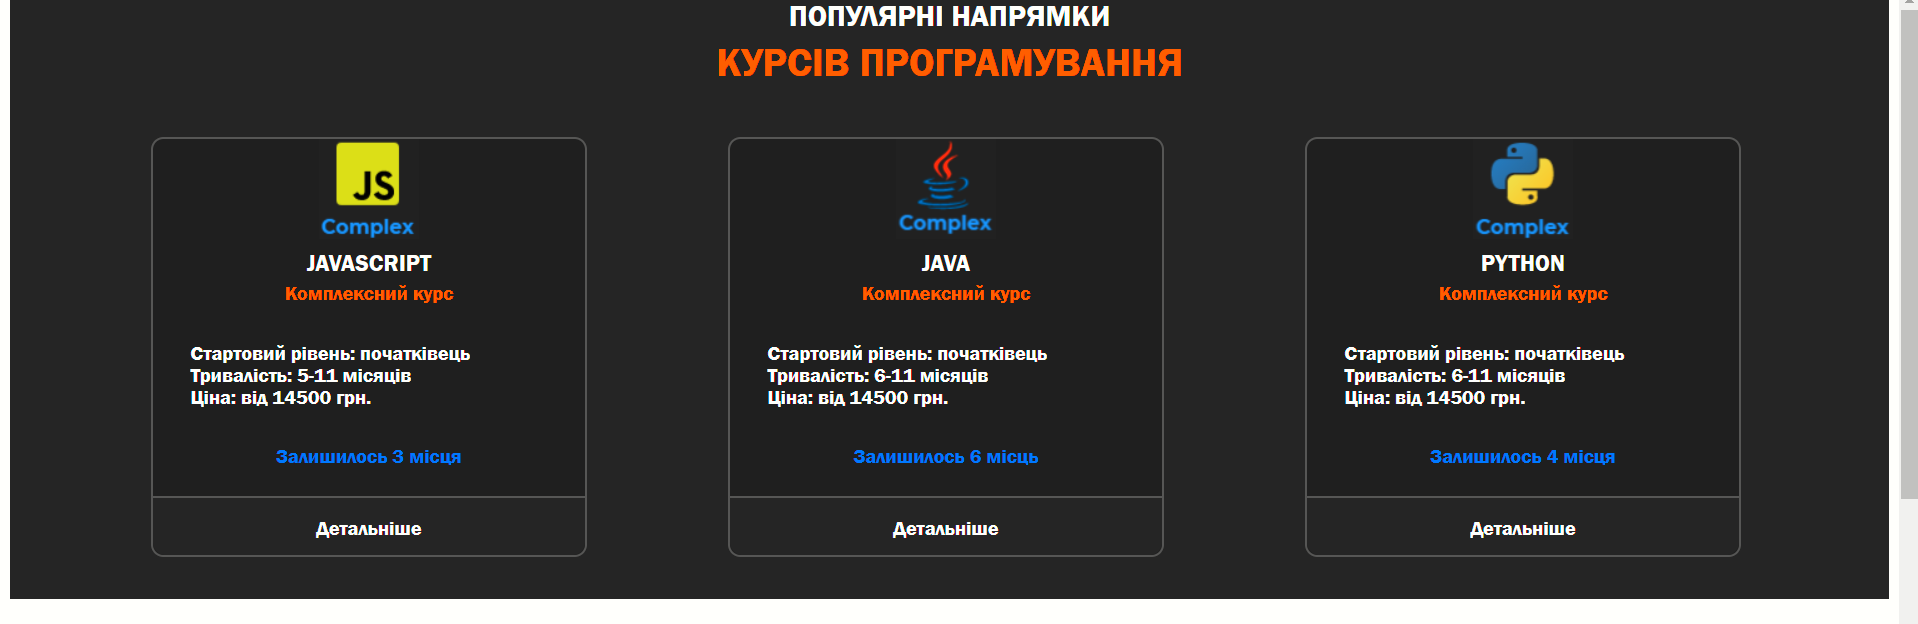 ПОПУЛЯРНІ НАПРЯМКИ
КУРСІВ ПРОГРАМУВАННЯ
JS
Complex
JAVASCRIPT
Комплексний курс
Стартовий рівень: початківець
Тривалість: 5-11 місяців
Ціна: від 14500 грн.
Залишилось 3 місця
Детальніше
Complex
JAVA
Комплексний курс
Стартовий рівень: початківець
Тривалість: 6-11 місяців
Ціна: від 14500 грн.
Залишилось 6 місць
Детальніше
Complex
PYTHON
Комплексний курс
Стартовий рівень: початківець
Тривалість: 6-11 місяців
Ціна: від 14500 грн.
Залишилось 4 місця
Детальніше